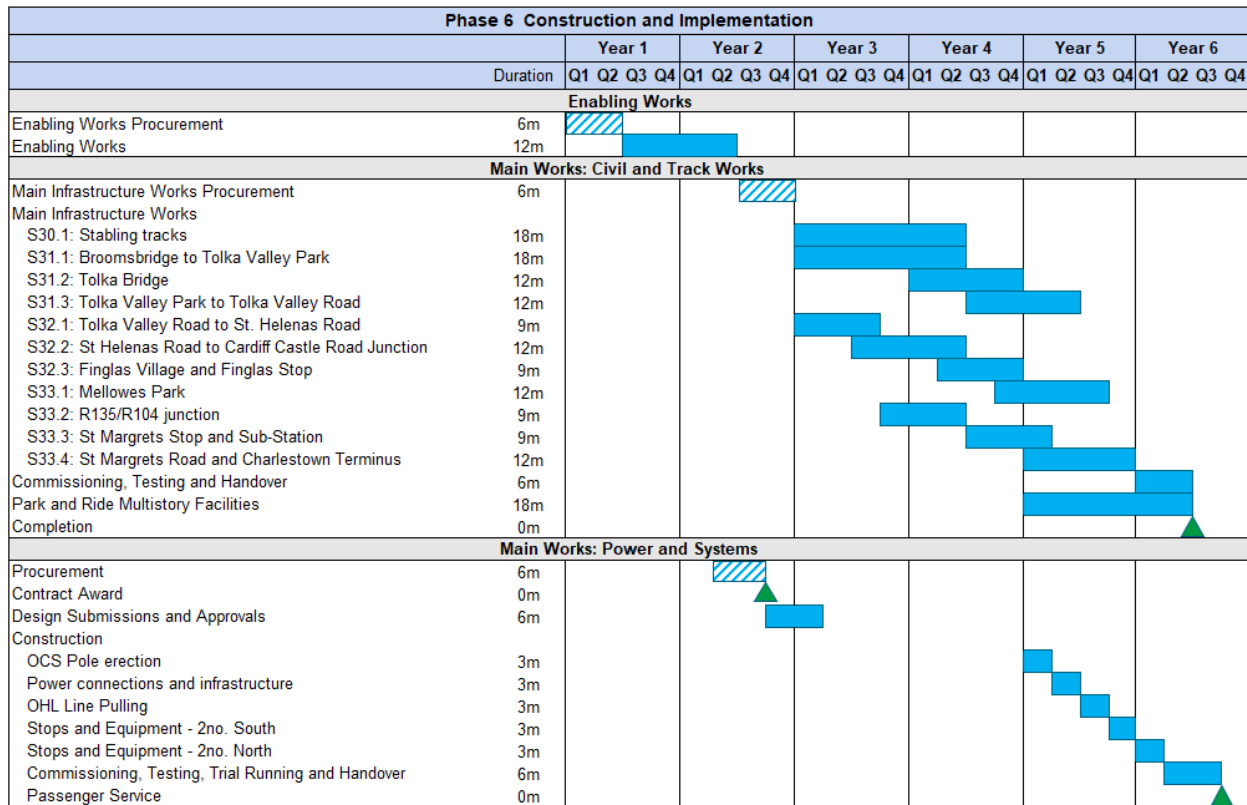 Phase 6 Construction and Implementation
Year 1 Year 2 Year 3 Year 4 Year 5 Year 6
Duration Q1 Q2 Q3 Q4 Q1 Q2 Q3 Q4 Q1 Q2 Q3 Q4 Q1 Q2 Q3 Q4 Q1 Q2 Q3 Q4 Q1 Q2 Q3 Q4
Enabling Works
Enabling Works Procurement 6m
Enabling Works 12m
Main Works: Civil and Track Works
Main Infrastructure Works Procurement 6m
Main Infrastructure Works
S30.1: Stabling tracks 18m
S31.1: Broomsbridge to Tolka Valley Park 18m
S31.2: Tolka Bridge 12m
S31.3: Tolka Valley Park to Tolka Valley Road 12m
S32.1: Tolka Valley Road to St. Helenas Road 9m
S32.2: St Helenas Road to Cardiff Castle Road Junction 12m
S32.3: Finglas Village and Finglas Stop 9m
S33.1: Mellowes Park 12m
S33.2: R135/R104 junction 9m
S33.3: St Margrets Stop and Sub-Station 9m
S33.4: St Margrets Road and Charlestown Terminus 12m
Commissioning, Testing and Handover 6m
Park and Ride Multistory Facilities 18m
Completion 0m
Main Works: Power and Systems
Procurement 6m
Contract Award 0m
Design Submissions and Approvals 6m
Construction
OCS Pole erection 3m
Power connections and infrastructure 3m
OHL Line Pulling 3m
Stops and Equipment - 2no. South 3m
Stops and Equipment - 2no. North 3m
Commissioning, Testing, Trial Running and Handover 6m
Passenger Service 0m